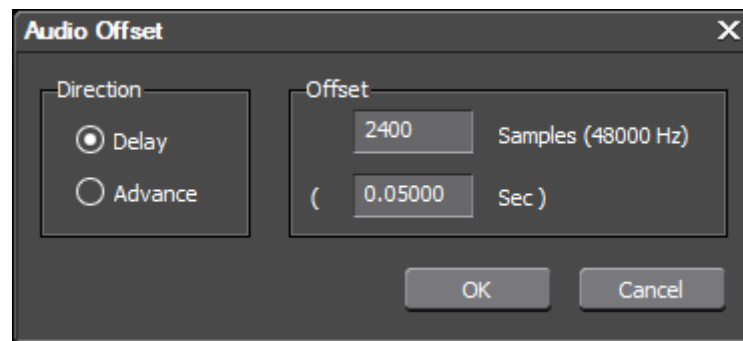 Audio Offset X
Direction
Delay
Advance
Offset
2400 Samples (48000 Hz)
( 0.05000 Sec )
OK Cancel